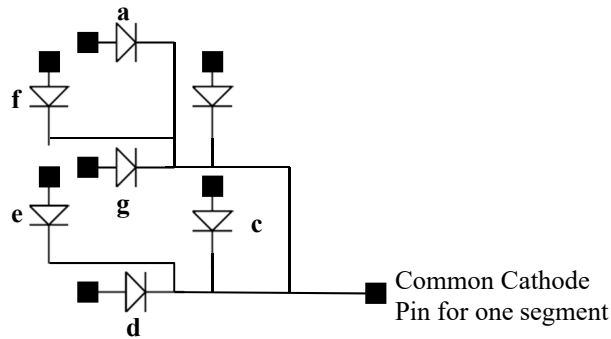 a
f
g
e
c
Common Cathode
Pin for one segment
d